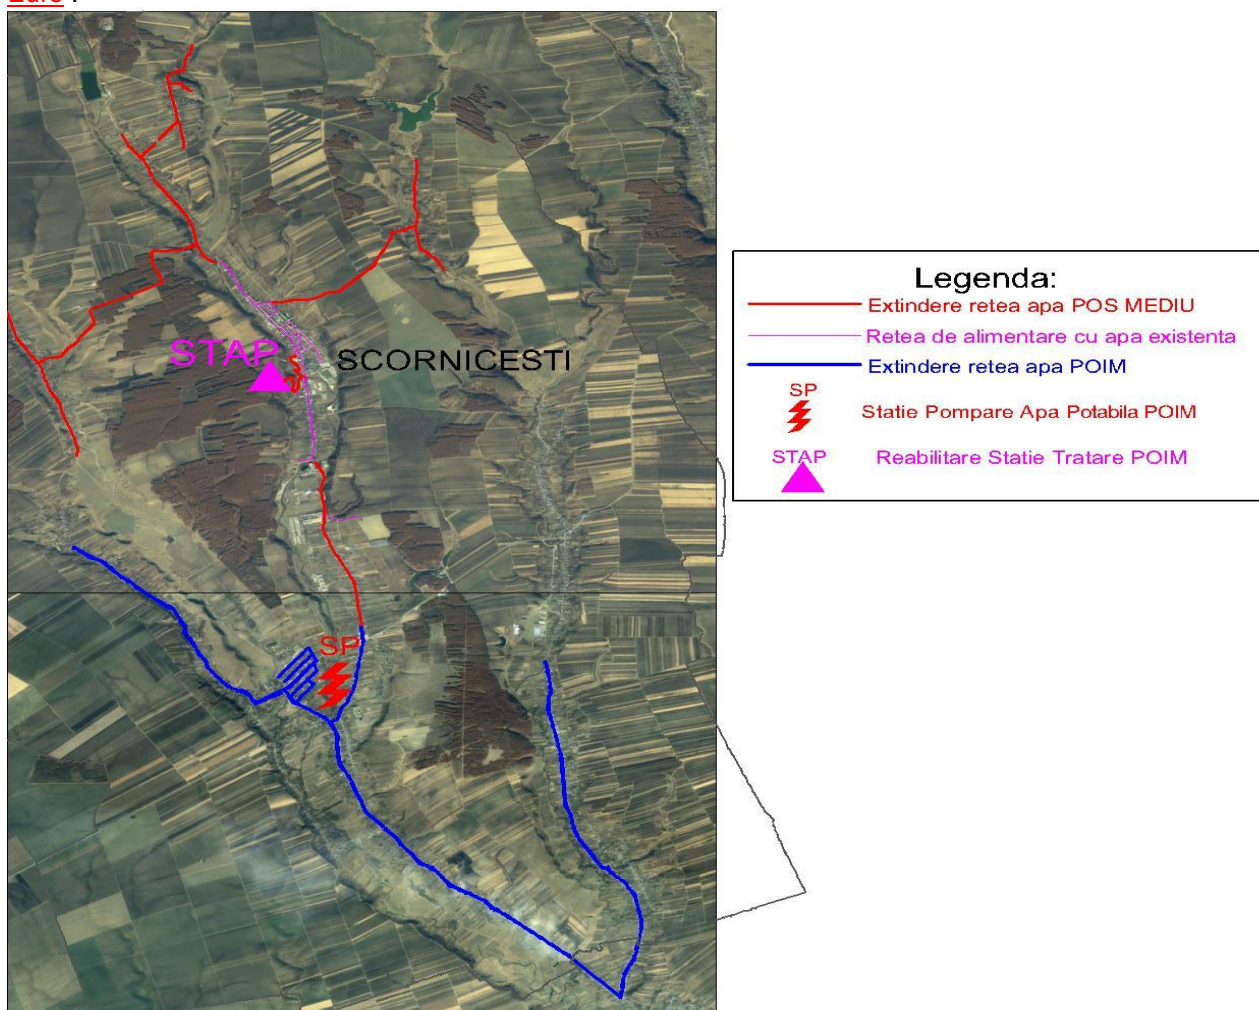 STAP
SCORNICESTI
SP
Legenda:
Extindere retea apa POS MEDIU
Retea de alimentare cu apa existenta
Extindere retea apa POIM
SP
Statie Pompare Apa Potabila POIM
STAP
Reabilitare Statie Tratare POIM